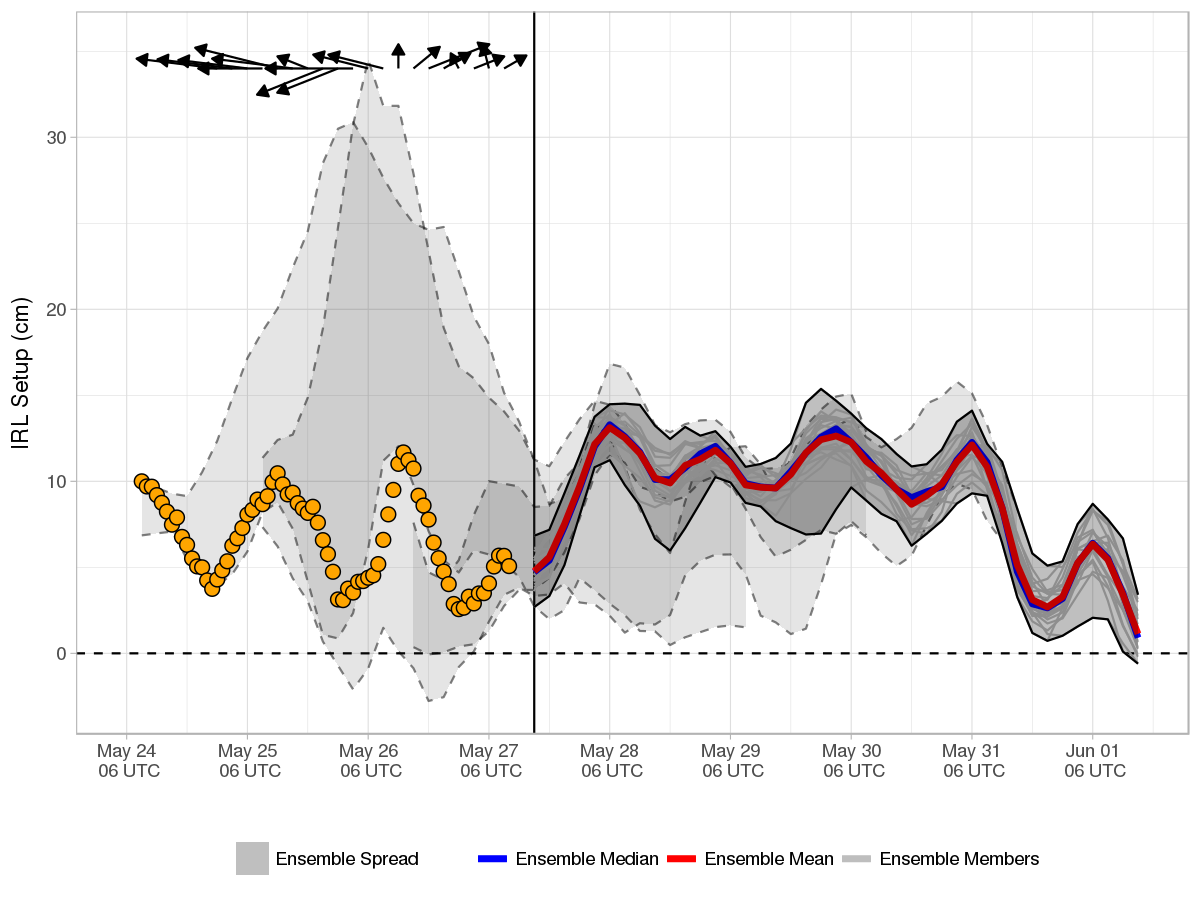 IRL Setup (cm)
30
20
10
0
May 24 May 25 May 26 May 27 May 28 May 29 May 30 May 31 Jun 01
06 UTC 06 UTC 06 UTC 06 UTC 06 UTC 06 UTC 06 UTC 06 UTC 06 UTC
Ensemble Spread Ensemble Median Ensemble Mean Ensemble Members